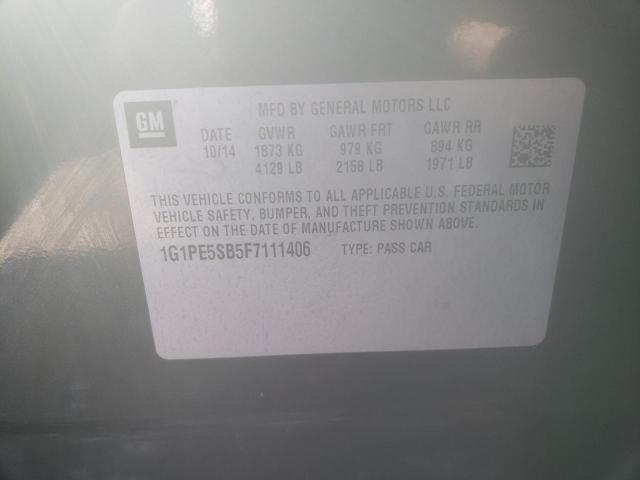 GM
MFD BY GENERAL MOTORS LLC
DATE GVWR GAWR FRT GAWR RR
10/14 1873 KG 979 KG 894 KG
4129 LB 2158 LB 1971 LB
THIS VEHICLE CONFORMS TO ALL APPLICABLE U.S. FEDERAL MOTOR
VEHICLE SAFETY, BUMPER, AND THEFT PREVENTION STANDARDS IN
EFFECT ON THE DATE OF MANUFACTURE SHOWN ABOVE.
1G1PE5SB5F7111406 TYPE: PASS CAR